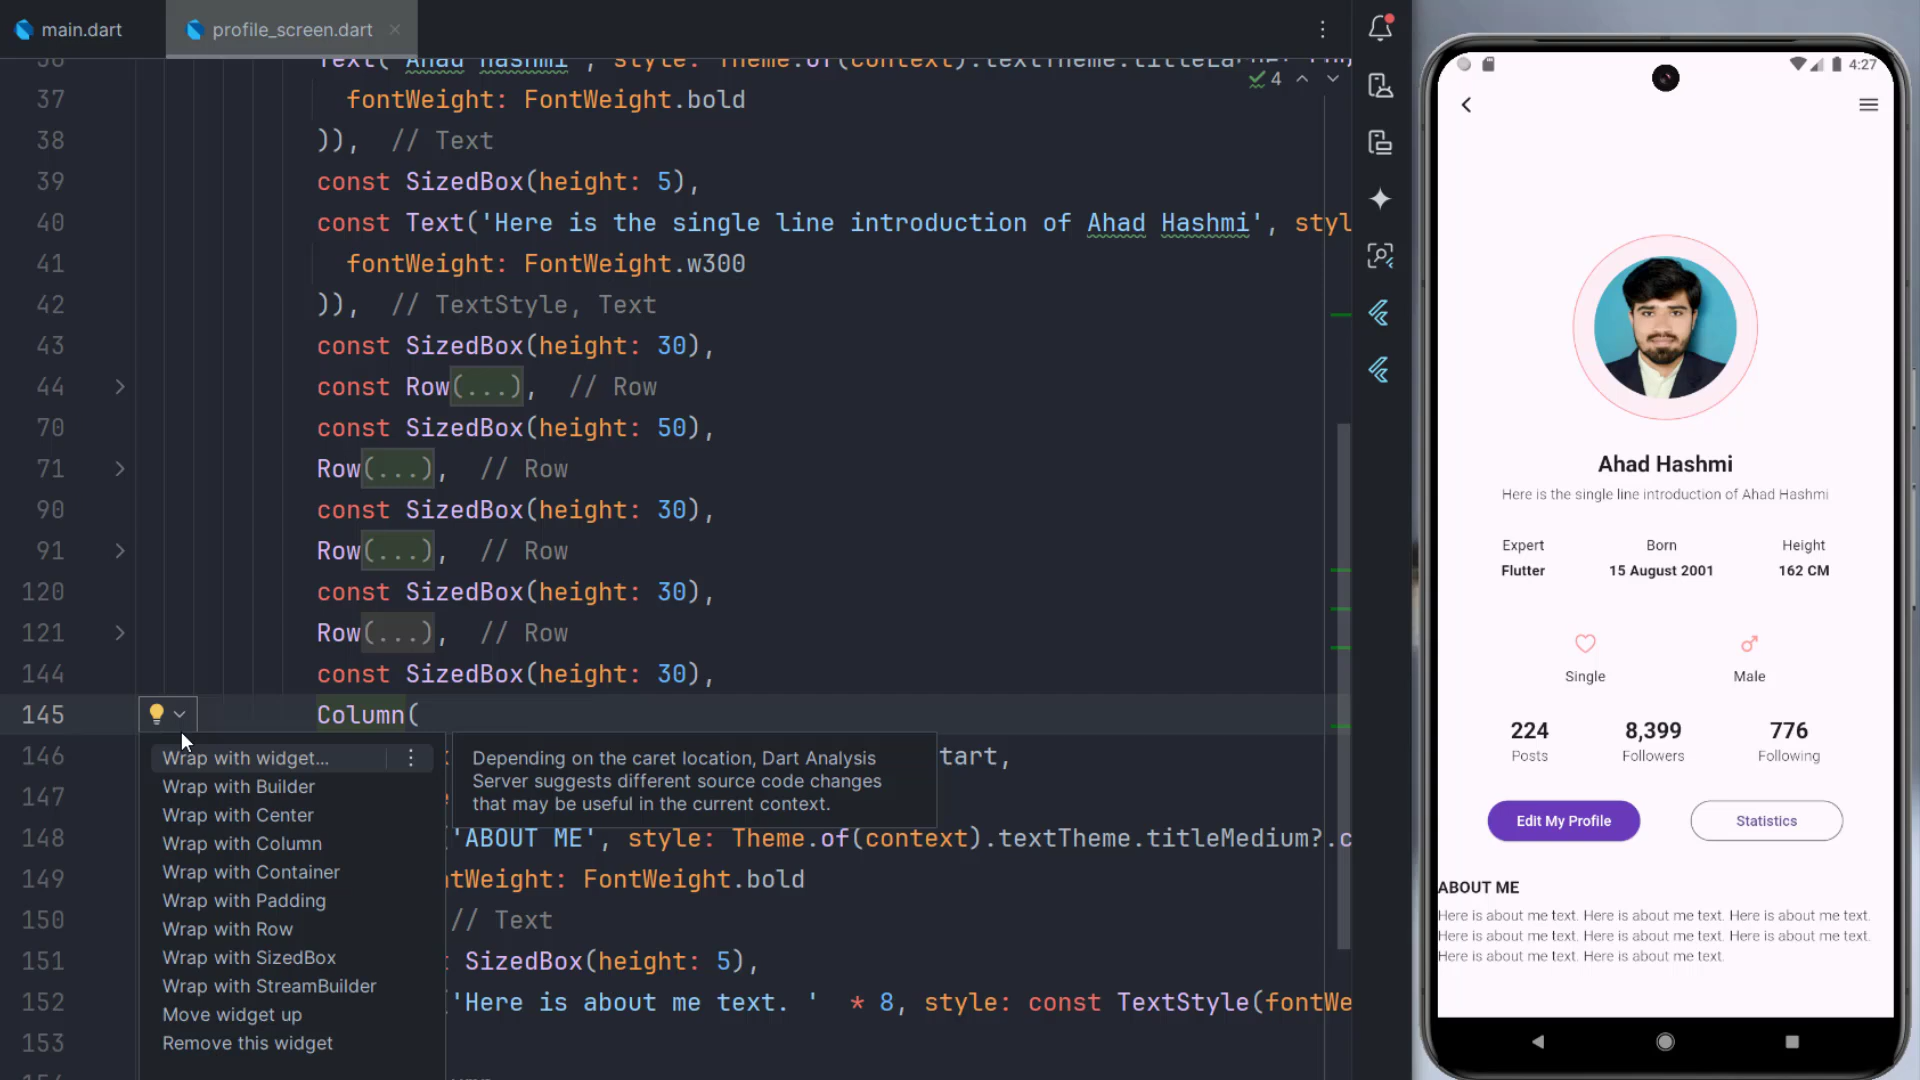 main.dart
profile_screen.dart
Text('Ahad Hashmi', style: Theme.of(context).textTheme.titleLarge?.
4
37 fontWeight: FontWeight.bold
38 )), // Text
39 const SizedBox(height: 5),
40 const Text('Here is the single line introduction of Ahad Hashmi', styl
41 fontWeight: FontWeight.w300
42 )), // TextStyle, Text
43 const SizedBox(height: 30),
44 const Row(...), // Row
70 const SizedBox(height: 50),
71 Row(...), // Row
90 const SizedBox(height: 30),
91 Row(...), // Row
120 const SizedBox(height: 30),
121 Row(...), // Row
144 const SizedBox(height: 30),
145 Column(
146 tart,
147
148 'ABOUT ME', style: Theme.of(context).textTheme.titleMedium?.c
149 ntWeight: FontWeight.bold
150 // Text
151 SizedBox(height: 5),
152 'Here is about me text. ' * 8, style: const TextStyle(fontWe
153
Wrap with widget...
Wrap with Builder
Wrap with Center
Wrap with Column
Wrap with Container
Wrap with Padding
Wrap with Row
Wrap with SizedBox
Wrap with StreamBuilder
Move widget up
Remove this widget
Depending on the caret location, Dart Analysis
Server suggests different source code changes
that may be useful in the current context.
4:27
Ahad Hashmi
Here is the single line introduction of Ahad Hashmi
Expert Born Height
Flutter 15 August 2001 162 CM
Single Male
224 8,399 776
Posts Followers Following
Edit My Profile Statistics
ABOUT ME
Here is about me text. Here is about me text. Here is about me text.
Here is about me text. Here is about me text. Here is about me text.
Here is about me text. Here is about me text.